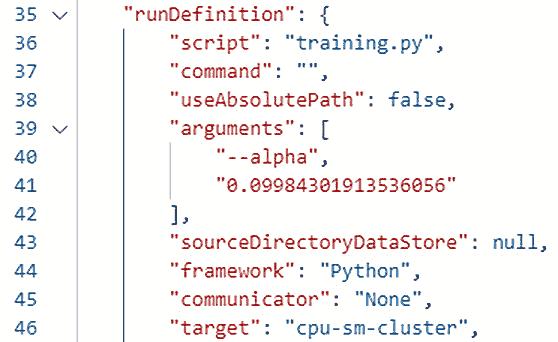 35 "runDefinition": {
36 "script": "training.py",
37 "command": "",
38 "useAbsolutePath": false,
39 "arguments": [
40 "--alpha",
41 "0.09984301913536056"
42 ],
43 "sourceDirectoryDataStore": null,
44 "framework": "Python",
45 "communicator": "None",
46 "target": "cpu-sm-cluster",